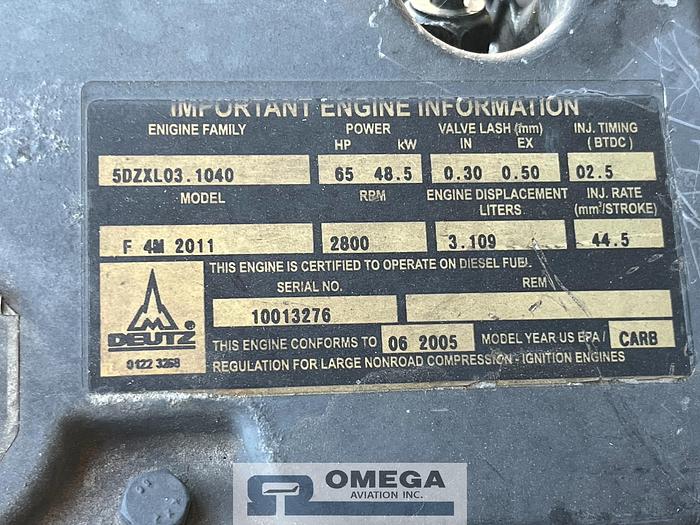 IMPORTANT ENGINE INFORMATION
ENIGINE FAMILY POWER VALVE LASH (mm) INJ. TIMING
HP kW IN EX (BTDC)
5DZXL03.1040 65 48.5 0.30 0.50 02.5
MODEL RPM ENGINE DISPLACEMENT INJ. RATE
LITERS (mm³/STROKE)
F 4M 2011 2800 3.109 44.5
THIS ENGINE IS CERTIFIED TO OPERATE ON DIESEL FUEL.
SERIAL NO. REM
10013276
DEUTZ ®
0122 3268
THIS ENGINE CONFORMS TO 06 2005 MODEL YEAR US EPA / CARB
REGULATION FOR LARGE NONROAD COMPRESSION - IGNITION ENGINES
OMEGA
AVIATION INC.